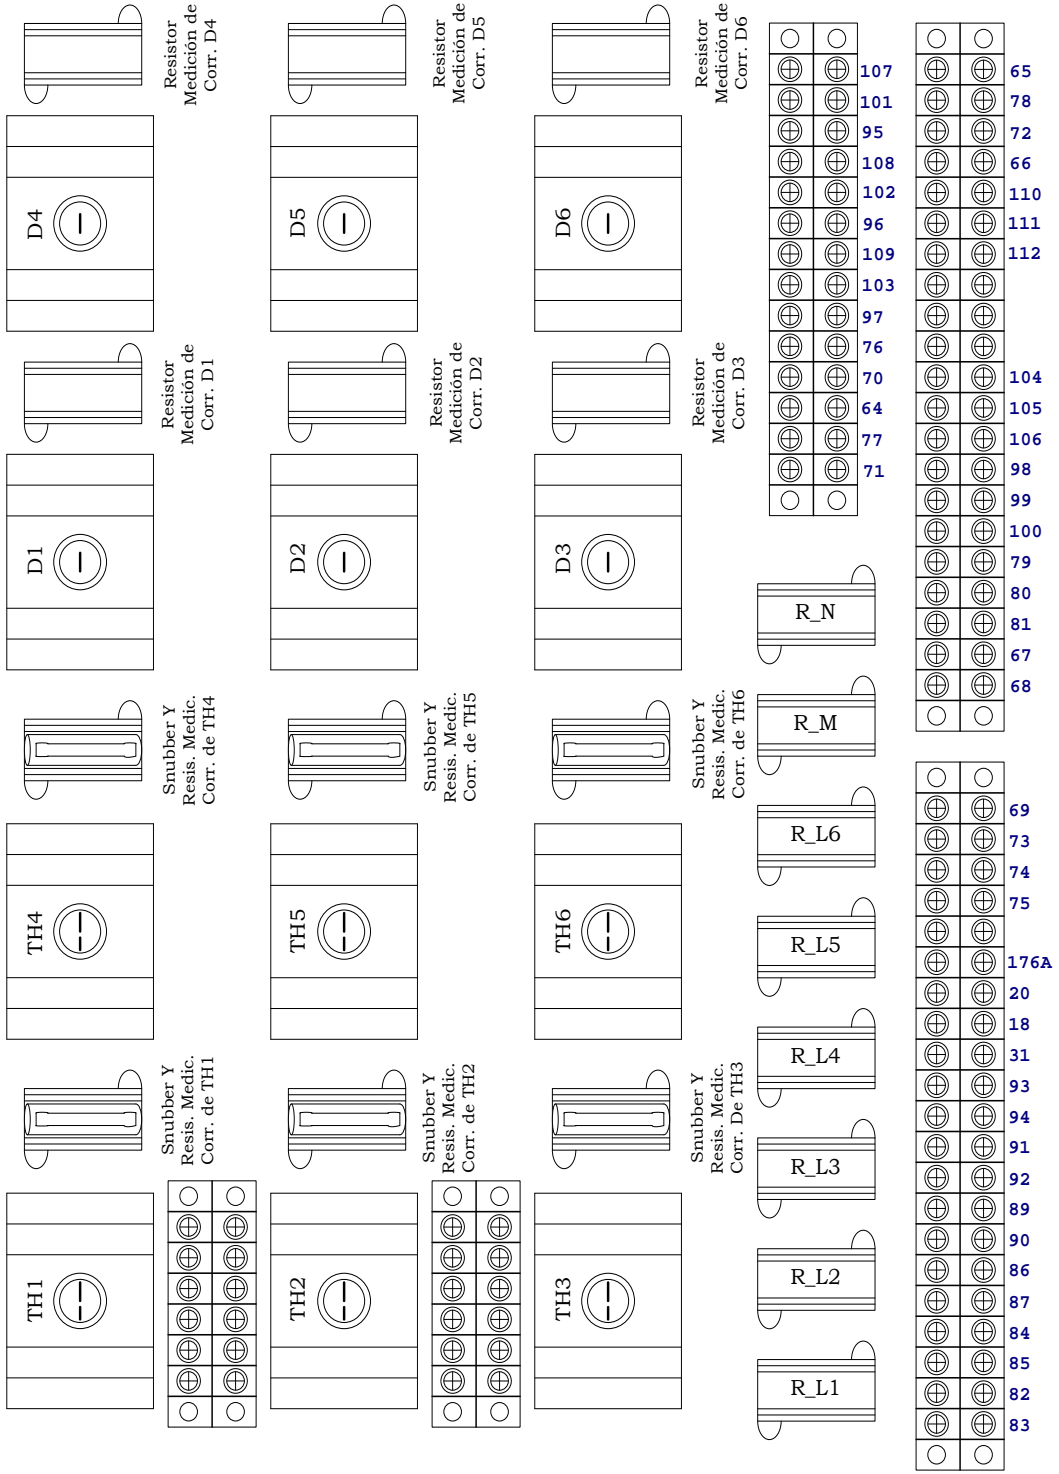 Resistor
Medición de
Corr. D4
Resistor
Medición de
Corr. D5
Resistor
Medición de
Corr. D6
D4
D5
D6
Resistor
Medición de
Corr. D1
Resistor
Medición de
Corr. D2
Resistor
Medición de
Corr. D3
D1
D2
D3
Snubber Y
Resis. Medic.
Corr. de TH4
Snubber Y
Resis. Medic.
Corr. de TH5
Snubber Y
Resis. Medic.
Corr. de TH6
TH4
TH5
TH6
Snubber Y
Resis. Medic.
Corr. de TH1
Snubber Y
Resis. Medic.
Corr. de TH2
Snubber Y
Resis. Medic.
Corr. De TH3
TH1
TH2
TH3
107
101
95
108
102
96
109
103
97
76
70
64
77
71
R_N
R_M
R_L6
R_L5
R_L4
R_L3
R_L2
R_L1
65
78
72
66
110
111
112
104
105
106
98
99
100
79
80
81
67
68
69
73
74
75
176A
20
18
31
93
94
91
92
89
90
86
87
84
85
82
83